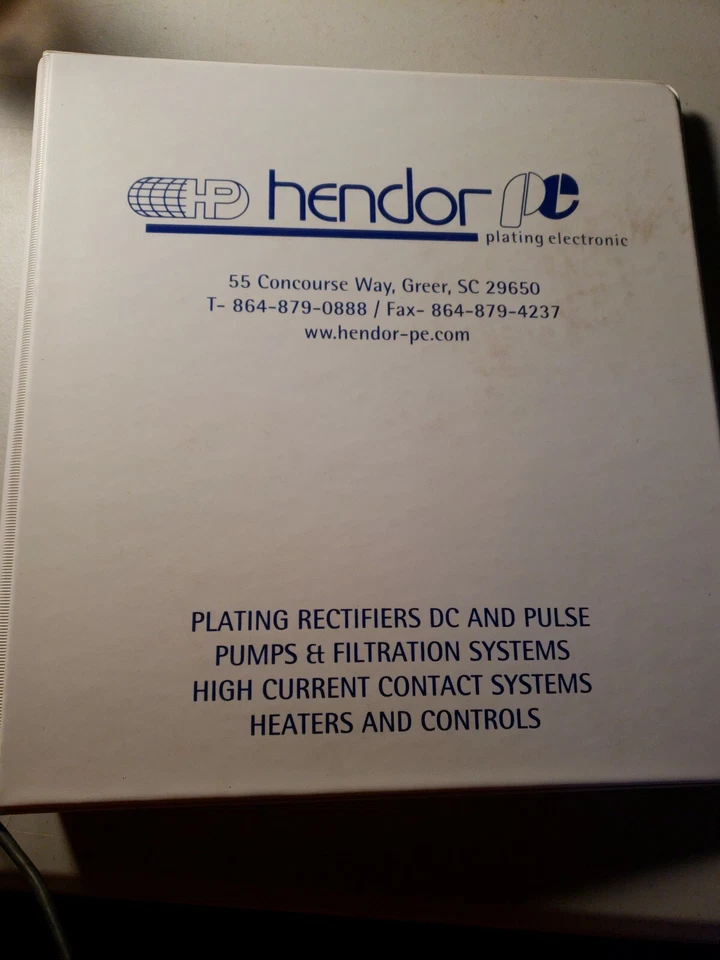 HP hendor pe
plating electronic
55 Concourse Way, Greer, SC 29650
T- 864-879-0888 / Fax- 864-879-4237
ww.hendor-pe.com
PLATING RECTIFIERS DC AND PULSE
PUMPS & FILTRATION SYSTEMS
HIGH CURRENT CONTACT SYSTEMS
HEATERS AND CONTROLS